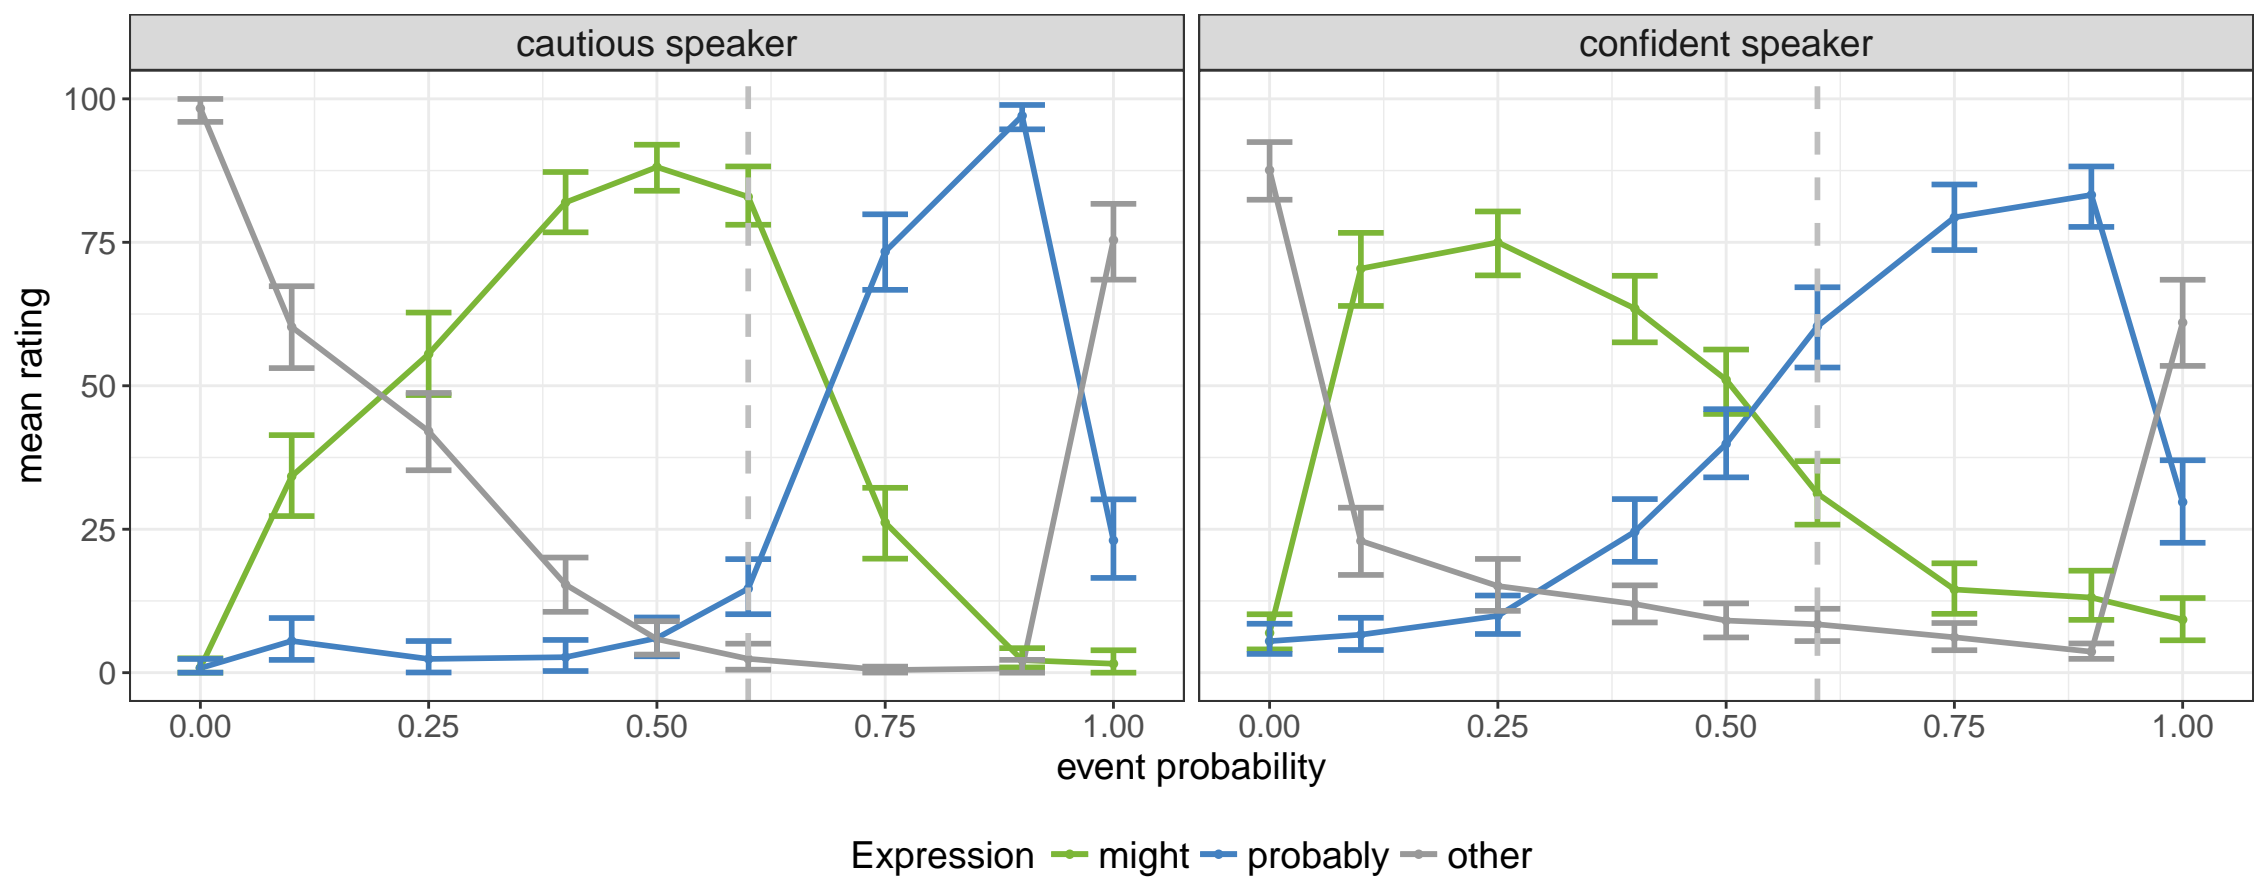 cautious speaker confident speaker
100
75
50
25
0
mean rating
0.00 0.25 0.50 0.75 1.00 0.00 0.25 0.50 0.75 1.00
event probability
Expression might probably other